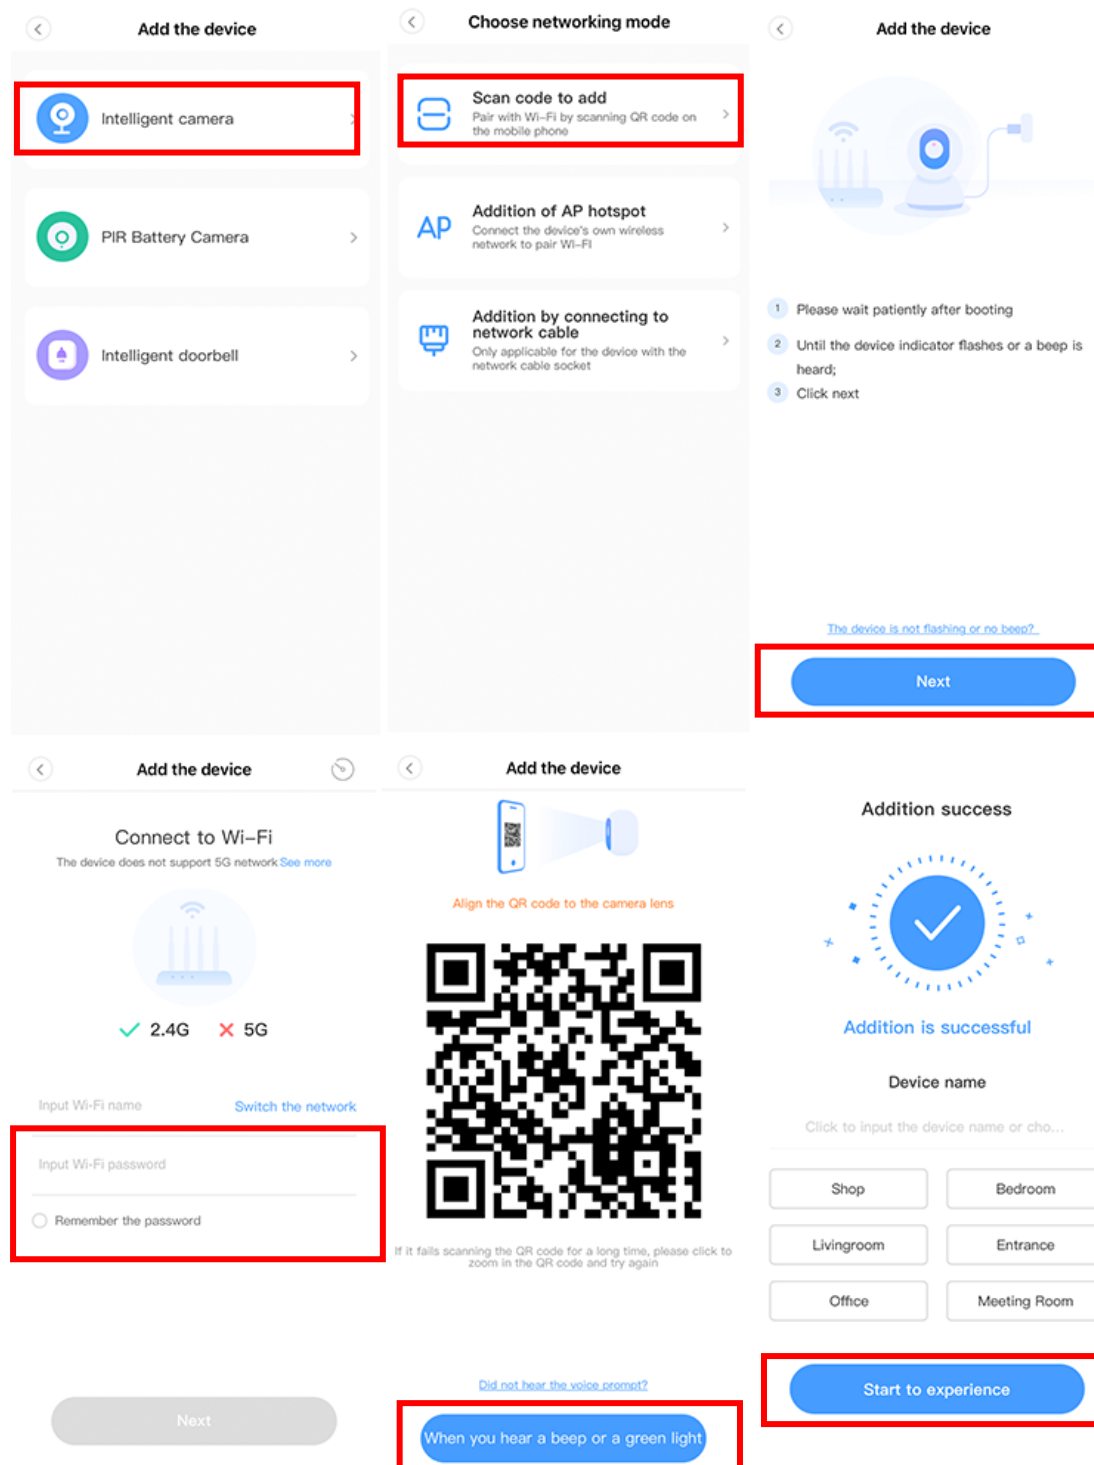 Add the device
Intelligent camera
PIR Battery Camera
Intelligent doorbell
Choose networking mode
Scan code to add
Pair with Wi-Fi by scanning QR code on
the mobile phone
AP
Addition of AP hotspot
Connect the device's own wireless
network to pair WI-FI
Addition by connecting to
network cable
Only applicable for the device with the
network cable socket
Add the device
1 Please wait patiently after booting
2 Until the device indicator flashes or a beep is
heard;
3 Click next
The device is not flashing or no beep?
Next
Add the device
Connect to Wi-Fi
The device does not support 5G network See more
2.4G 5G
Input Wi-Fi name Switch the network
Input Wi-Fi password
Remember the password
Next
Add the device
Align the QR code to the camera lens
If it fails scanning the QR code for a long time, please click to
zoom in the QR code and try again
Did not hear the voice prompt?
When you hear a beep or a green light
Addition success
Addition is successful
Device name
Click to input the device name or cho...
Shop Bedroom
Livingroom Entrance
Office Meeting Room
Start to experience